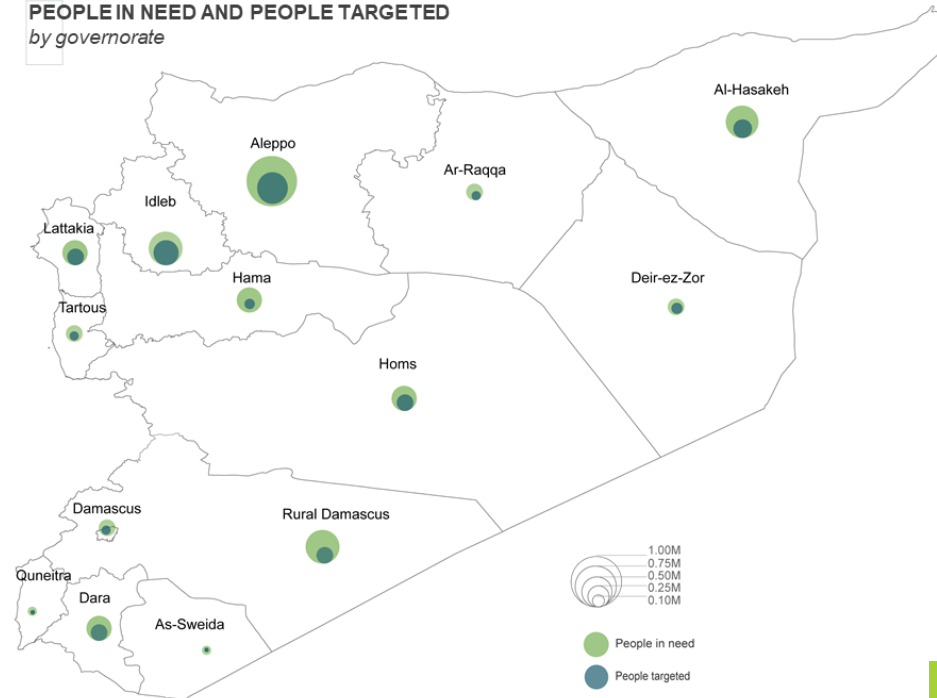 PEOPLE IN NEED AND PEOPLE TARGETED
by governorate
Al-Hasakeh
Aleppo
Ar-Raqqa
Idleb
Lattakia
Hama
Deir-ez-Zor
Tartous
Homs
Damascus
Rural Damascus
Quneitra
Dara
As-Sweida
1.00M
0.75M
0.50M
0.25M
0.10M
People in need
People targeted